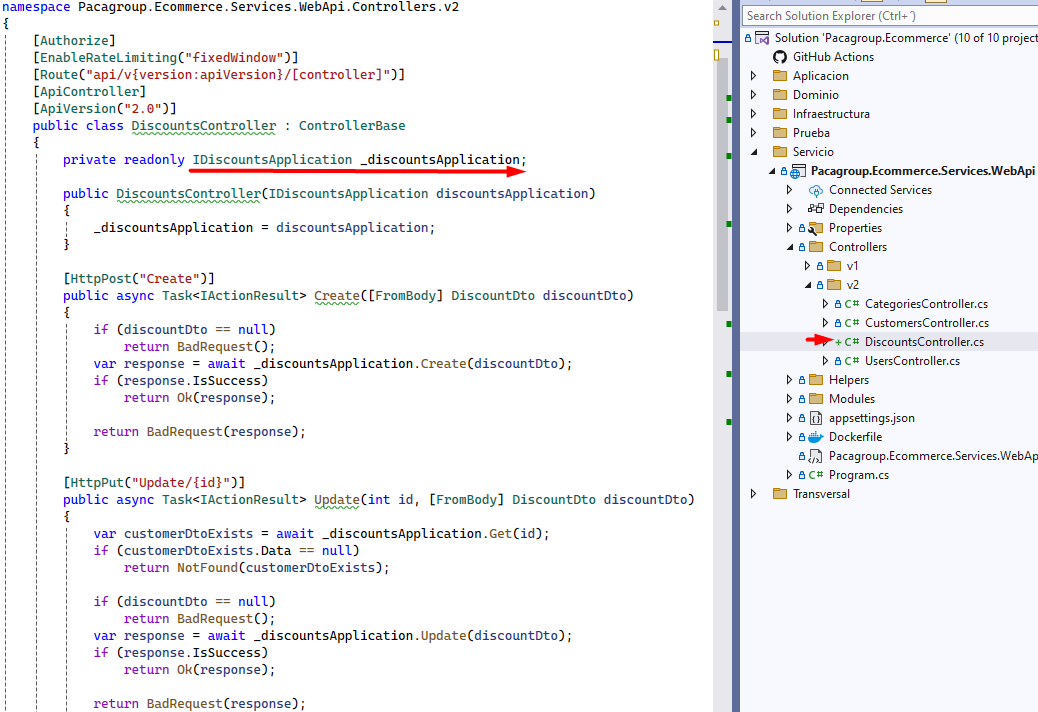 namespace Pacagroup.Ecommerce.Services.WebApi.Controllers.v2
{
    [Authorize]
    [EnableRateLimiting("fixedWindow")]
    [Route("api/v{version:apiVersion}/[controller]")]
    [ApiController]
    [ApiVersion("2.0")]
    public class DiscountsController : ControllerBase
    {
        private readonly IDiscountsApplication _discountsApplication;

        public DiscountsController(IDiscountsApplication discountsApplication)
        {
            _discountsApplication = discountsApplication;
        }

        [HttpPost("Create")]
        public async Task<IActionResult> Create([FromBody] DiscountDto discountDto)
        {
            if (discountDto == null)
                return BadRequest();
            var response = await _discountsApplication.Create(discountDto);
            if (response.IsSuccess)
                return Ok(response);

            return BadRequest(response);
        }

        [HttpPut("Update/{id}")]
        public async Task<IActionResult> Update(int id, [FromBody] DiscountDto discountDto)
        {
            var customerDtoExists = await _discountsApplication.Get(id);
            if (customerDtoExists.Data == null)
                return NotFound(customerDtoExists);

            if (discountDto == null)
                return BadRequest();
            var response = await _discountsApplication.Update(discountDto);
            if (response.IsSuccess)
                return Ok(response);

            return BadRequest(response);
Search Solution Explorer (Ctrl+´)
Solution 'Pacagroup.Ecommerce' (10 of 10 project
GitHub Actions
Aplicacion
Dominio
Infraestructura
Prueba
Servicio
Pacagroup.Ecommerce.Services.WebApi
Connected Services
Dependencies
Properties
Controllers
v1
v2
C# CategoriesController.cs
C# CustomersController.cs
+ C# DiscountsController.cs
C# UsersController.cs
Helpers
Modules
appsettings.json
Dockerfile
Pacagroup.Ecommerce.Services.WebAp
C# Program.cs
Transversal